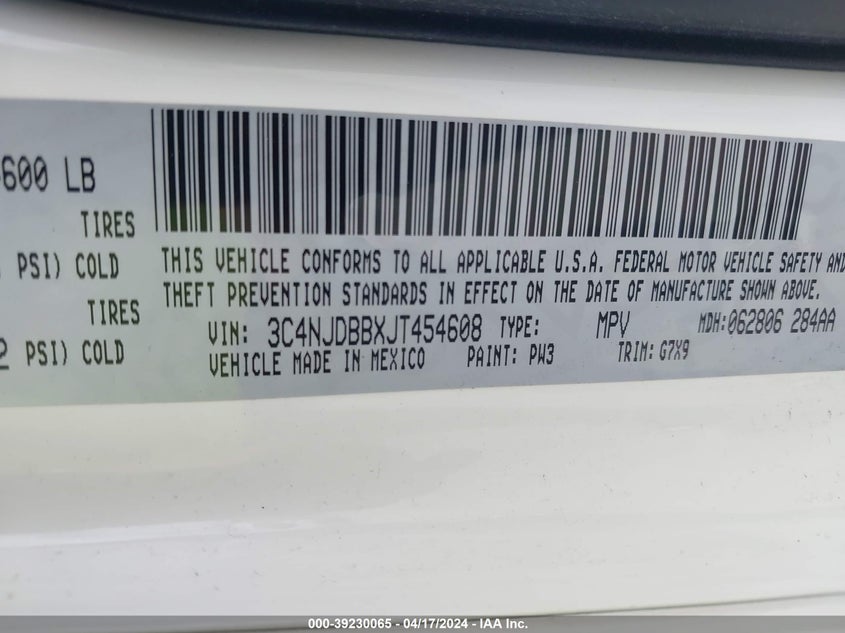 600 LB
TIRES
PSI) COLD
TIRES
2 PSI) COLD
THIS VEHICLE CONFORMS TO ALL APPLICABLE U.S.A. FEDERAL MOTOR VEHICLE SAFETY AND
THEFT PREVENTION STANDARDS IN EFFECT ON THE DATE OF MANUFACTURE SHOWN ABOVE.
VIN: 3C4NJDBBXJT454608 TYPE: MPV MDH:062806 284AA
VEHICLE MADE IN MEXICO PAINT: PW3 TRIM: G7X9
000-39230065 - 04/17/2024 - IAA Inc.